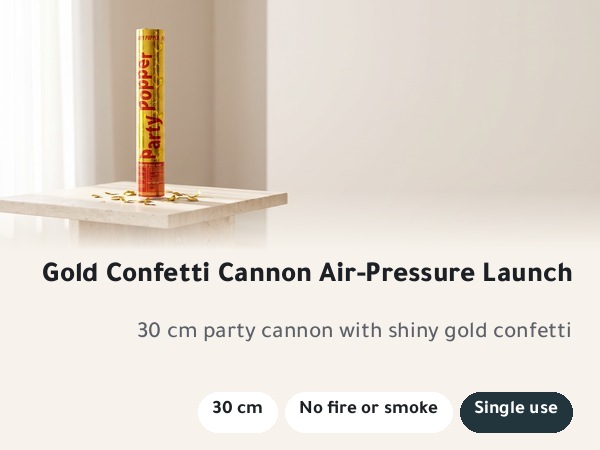 Party Popper
Gold Confetti Cannon Air-Pressure Launch
30 cm party cannon with shiny gold confetti
30 cm
No fire or smoke
Single use